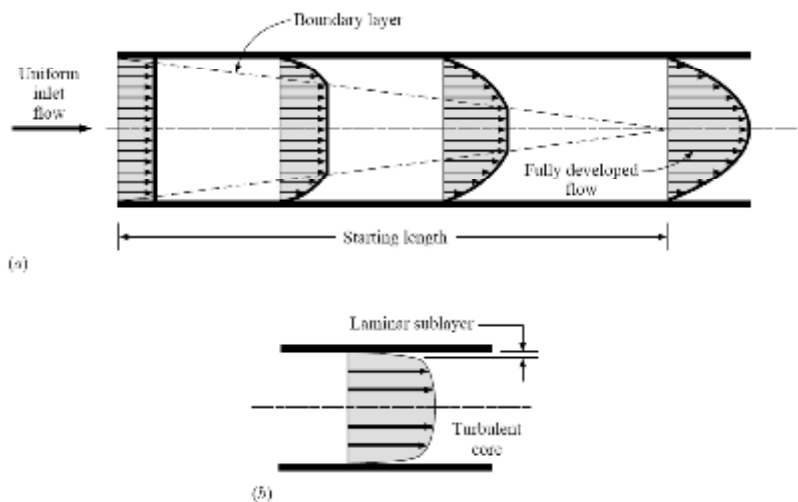 Boundary layer
Uniform
inlet
flow
Fully developed
flow
Starting length
(a)
Laminar sublayer
Turbulent
core
(b)